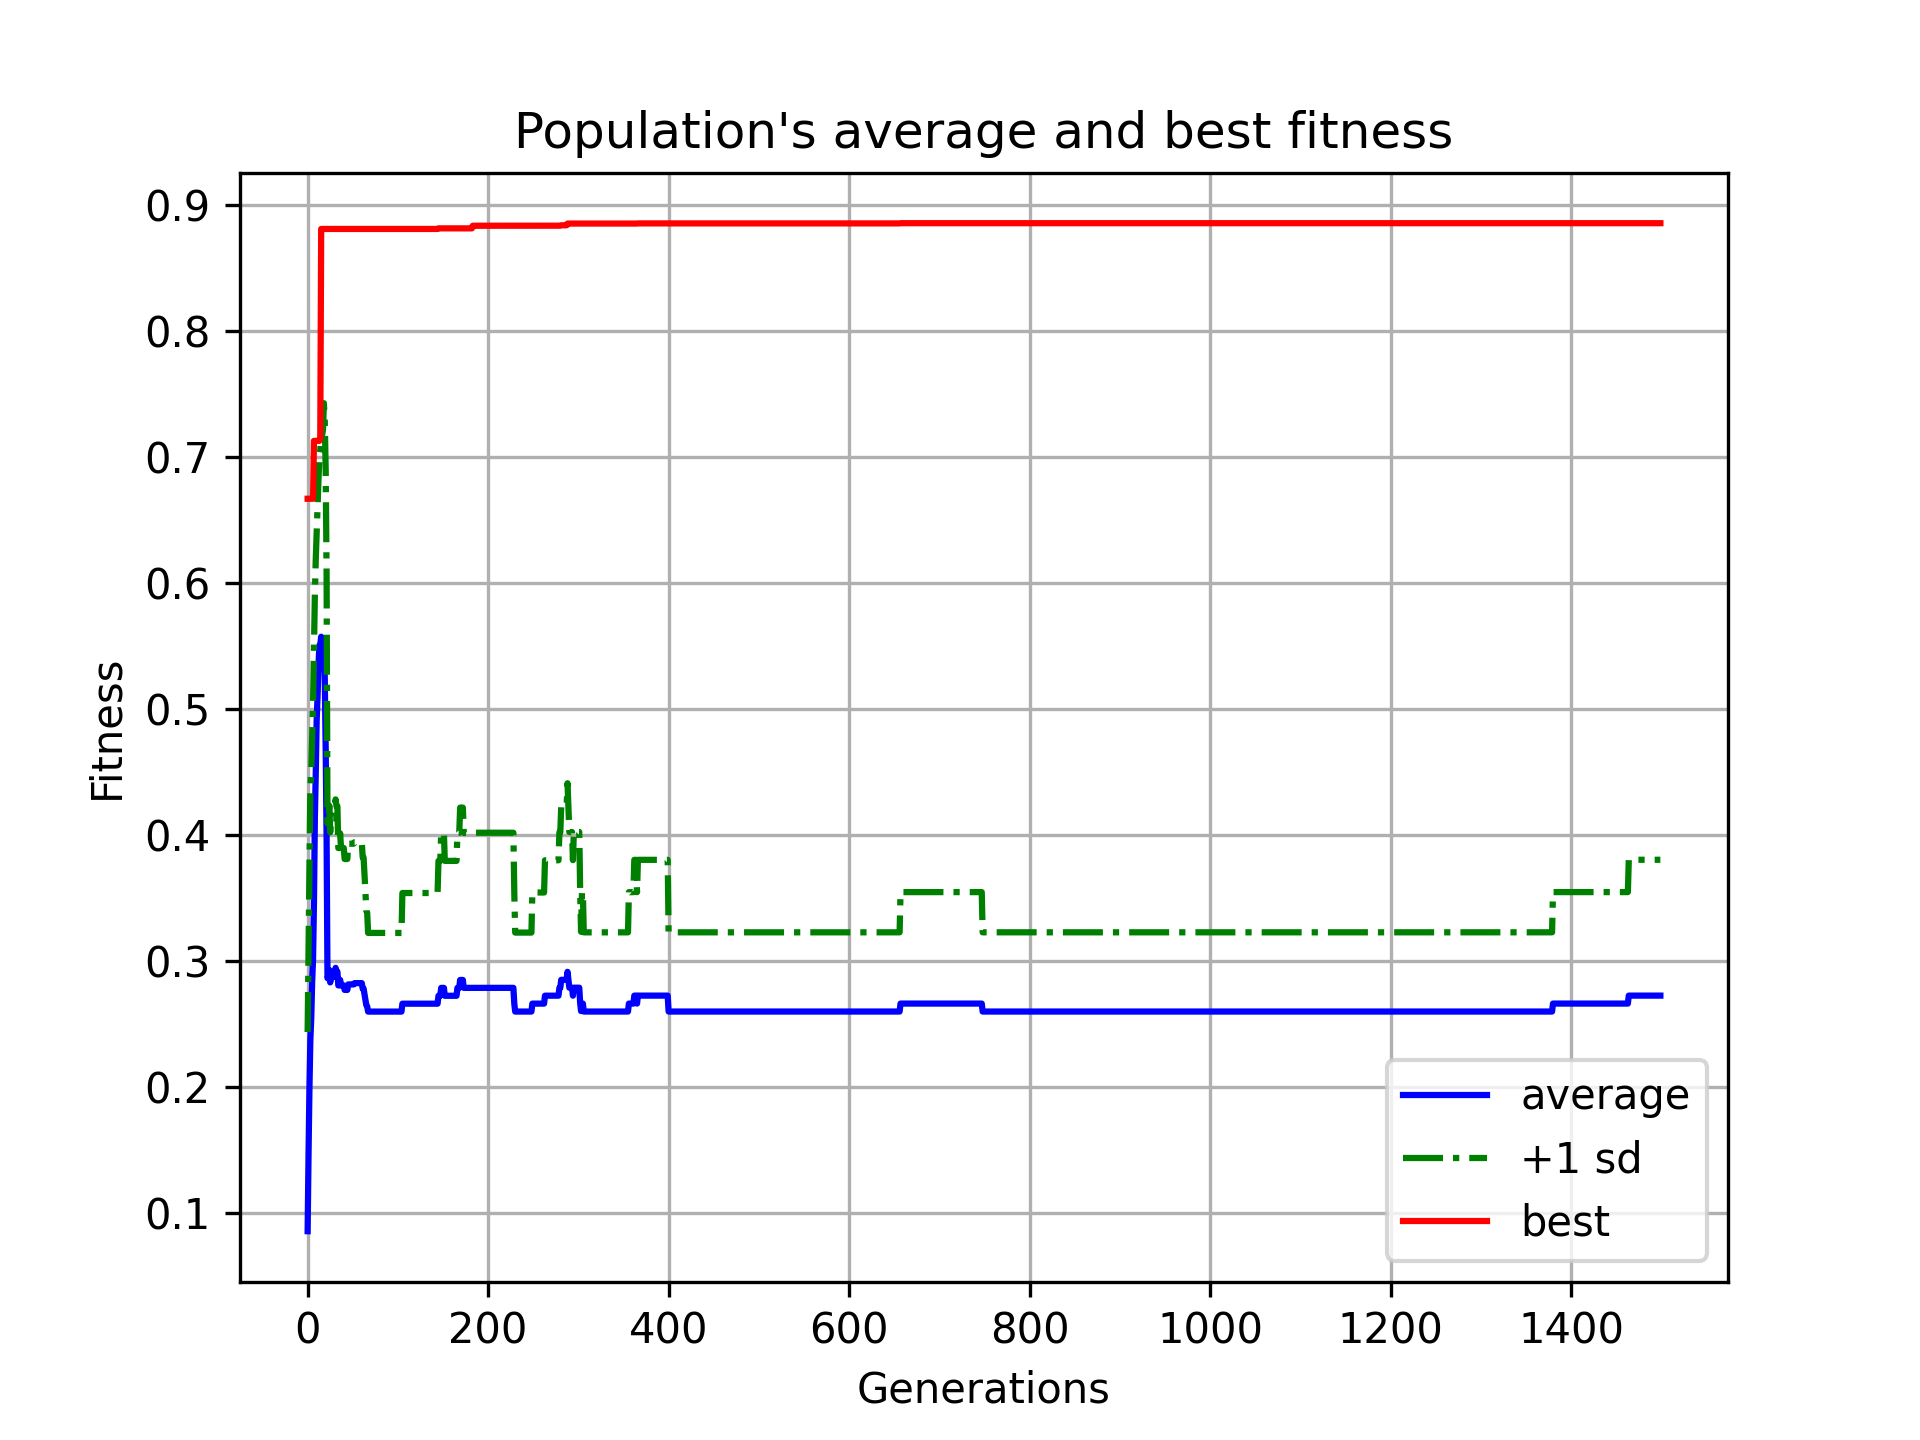 Population's average and best fitness
0.9
0.8
0.7
0.6
0.5
0.4
0.3
0.2
0.1
Fitness
average
+1 sd
best
0 200 400 600 800 1000 1200 1400
Generations